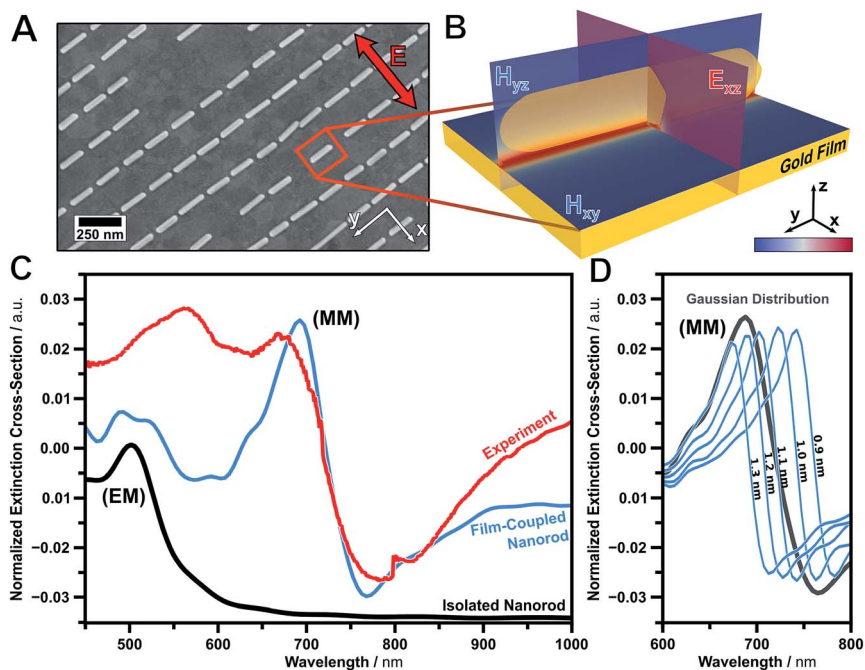 A
E
250 nm
y
x
B
H_yz
E_xz
H_xy
Gold Film
z
y
x
C
Normalized Extinction Cross-Section / a.u.
0.03
0.02
0.01
0.00
0.01
−0.02
−0.03
(MM)
(EM)
Experiment
Film-Coupled
Nanorod
Isolated Nanorod
500
600
700
800
900
1000
Wavelength / nm
D
Normalized Extinction Cross-Section / a.u.
0.03
0.02
0.01
0.00
0.01
−0.02
−0.03
Gaussian Distribution
(MM)
1.3 nm
1.2 nm
1.1 nm
1.0 nm
0.9 nm
600
700
800
Wavelength / nm